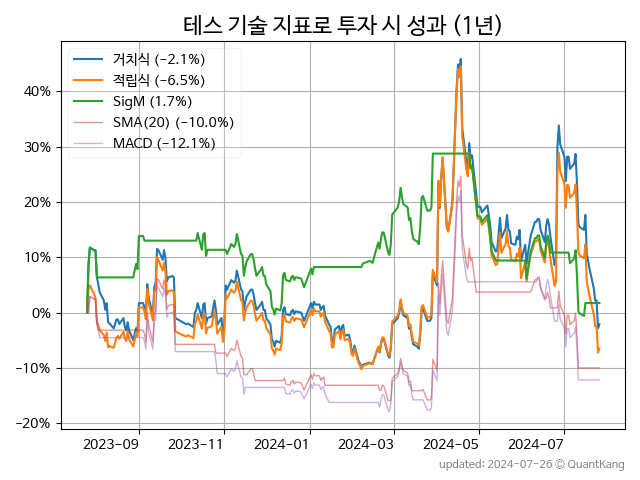 테스 기술 지표로 투자 시 성과 (1년)
거치식 (−2.1%)
적립식 (−6.5%)
SigM (1.7%)
SMA(20) (−10.0%)
MACD (−12.1%)
40%
30%
20%
10%
0%
−10%
−20%
2023-09 2023-11 2024-01 2024-03 2024-05 2024-07
updated: 2024-07-26 © QuantKang